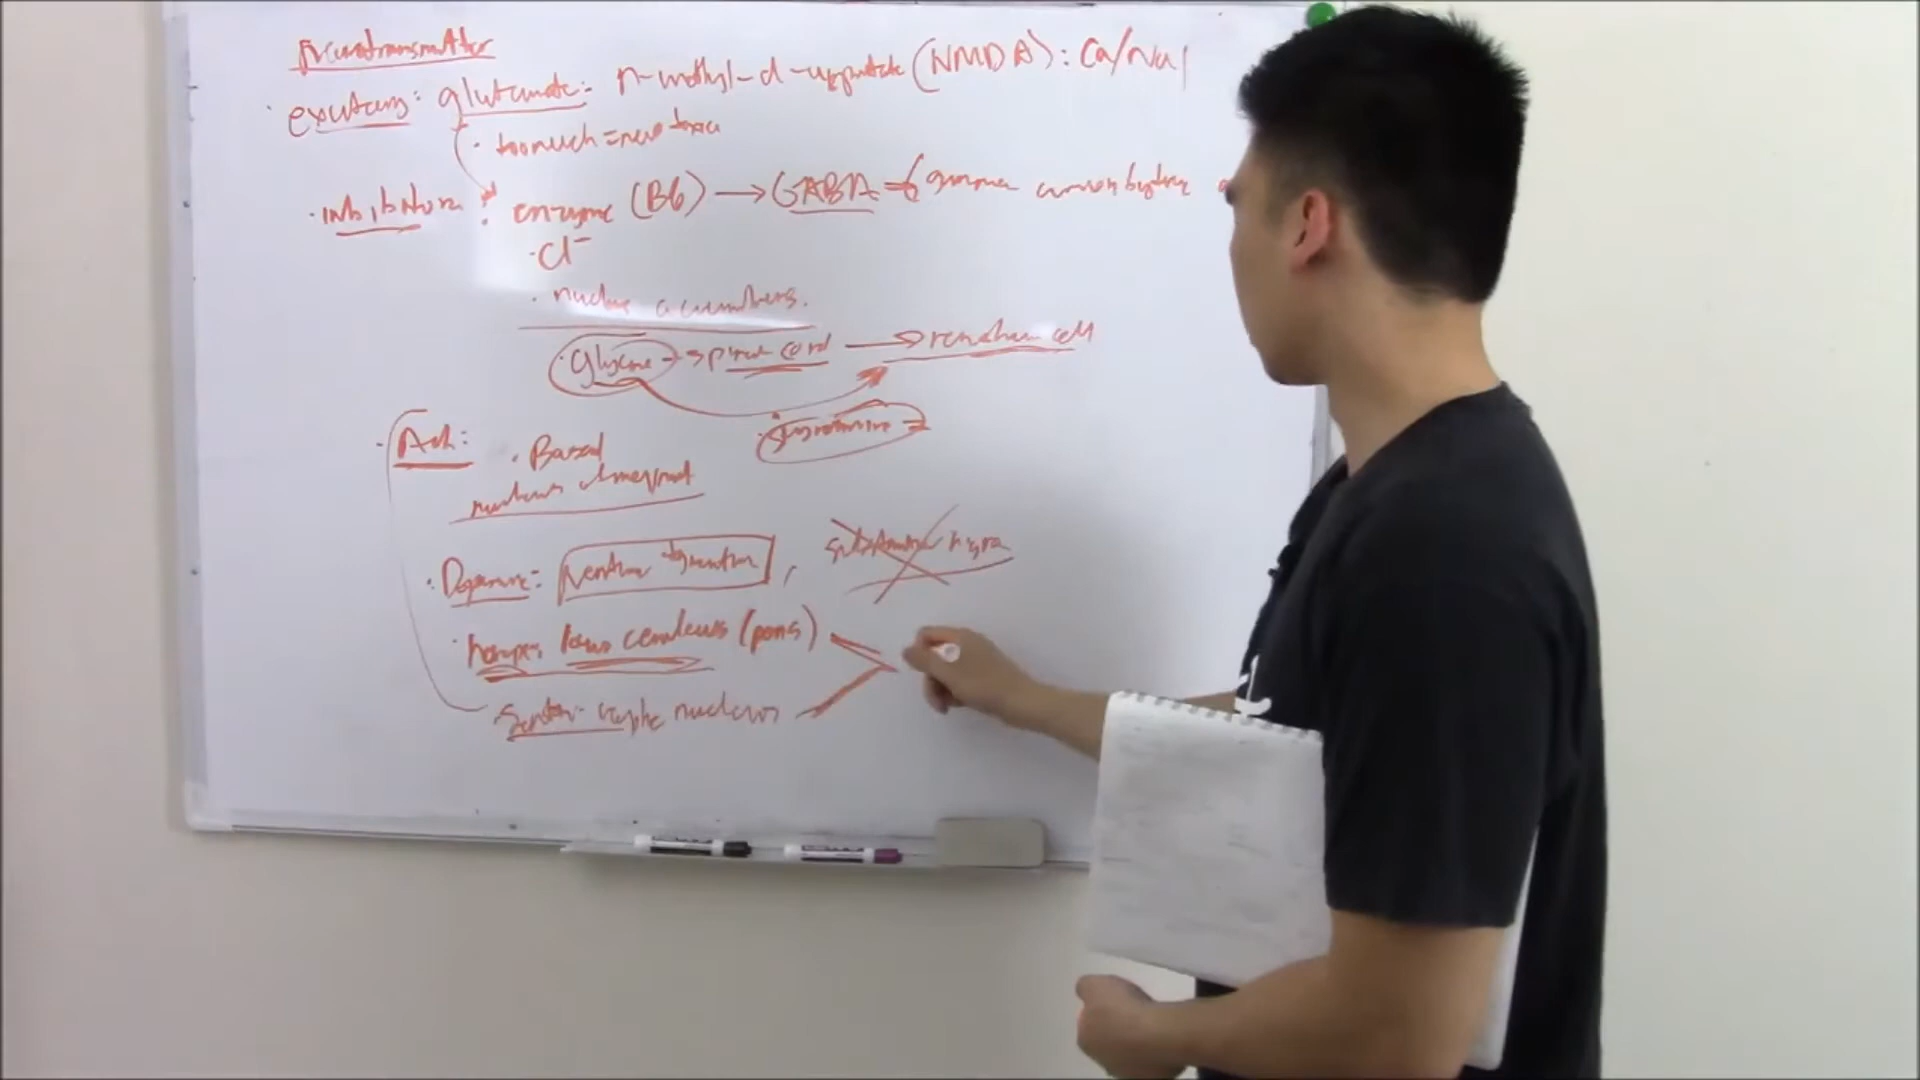 Neurotransmitter
· excitatory: glutamate: n-methyl-d-aspartate (NMDA): Ca/Na/
· too much = neurotoxic
· inhibitory: enzyme (B6) → GABA = (gamma
· Cl⁻
· nucleus accumbens.
· glycine → spinal cord → renshaw cell
· Ach: · Basal
nucleus of meynert
· Dopamine: ventral tegmentum, substantia nigra
· locus ceruleus (pons)
raphe nucleus